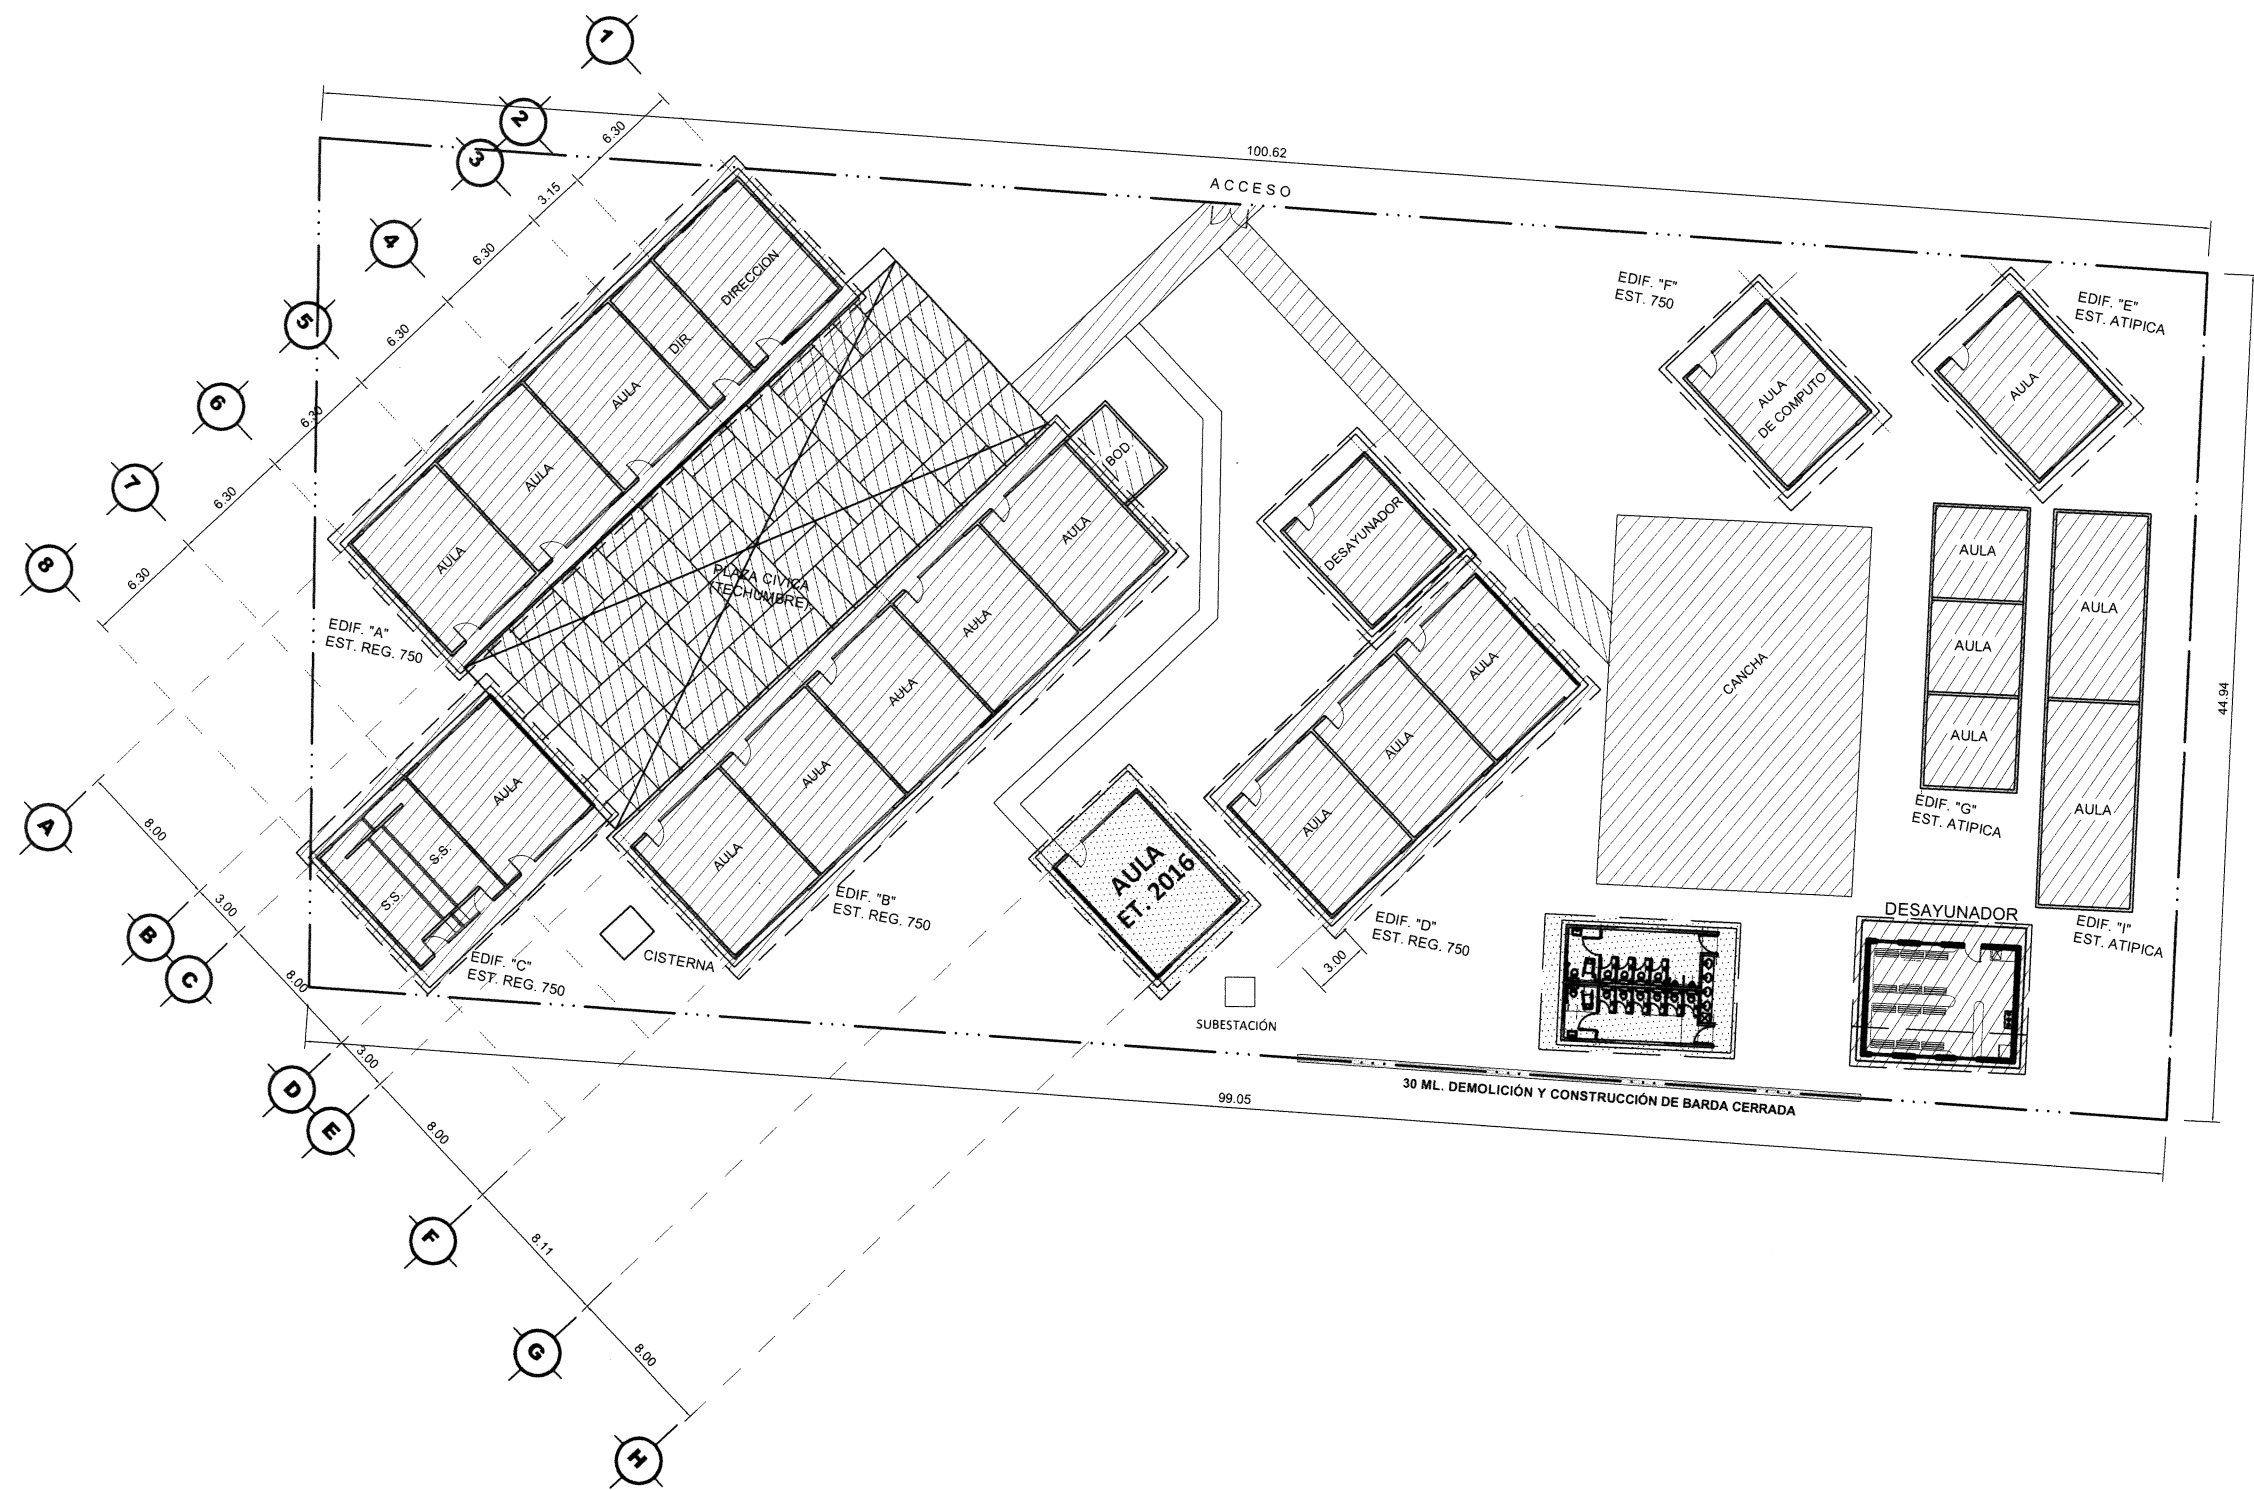 1
2
3
4
5
6
7
8
6.30
3.15
6.30
6.30
6.30
6.30
6.30
100.62
ACCESO
DIRECCION
DIR
AULA
AULA
AULA
EDIF. "A"
EST. REG. 750
PLAZA CIVICA
(TECHUMBRE)
BOD.
AULA
AULA
AULA
AULA
AULA
EDIF. "B"
EST. REG. 750
AULA
S.S.
S.S.
EDIF. "C"
EST. REG. 750
CISTERNA
DESAYUNADOR
AULA
AULA
AULA
EDIF. "D"
EST. REG. 750
3.00
AULA
ET. 2016
SUBESTACIÓN
EDIF. "F"
EST. 750
AULA
DE COMPUTO
EDIF. "E"
EST. ATIPICA
AULA
CANCHA
AULA
AULA
AULA
EDIF. "G"
EST. ATIPICA
AULA
AULA
EDIF. "I"
EST. ATIPICA
DESAYUNADOR
44.94
30 ML. DEMOLICIÓN Y CONSTRUCCIÓN DE BARDA CERRADA
99.05
A
B
C
D
E
F
G
H
8.00
3.00
8.00
3.00
8.00
8.11
8.00